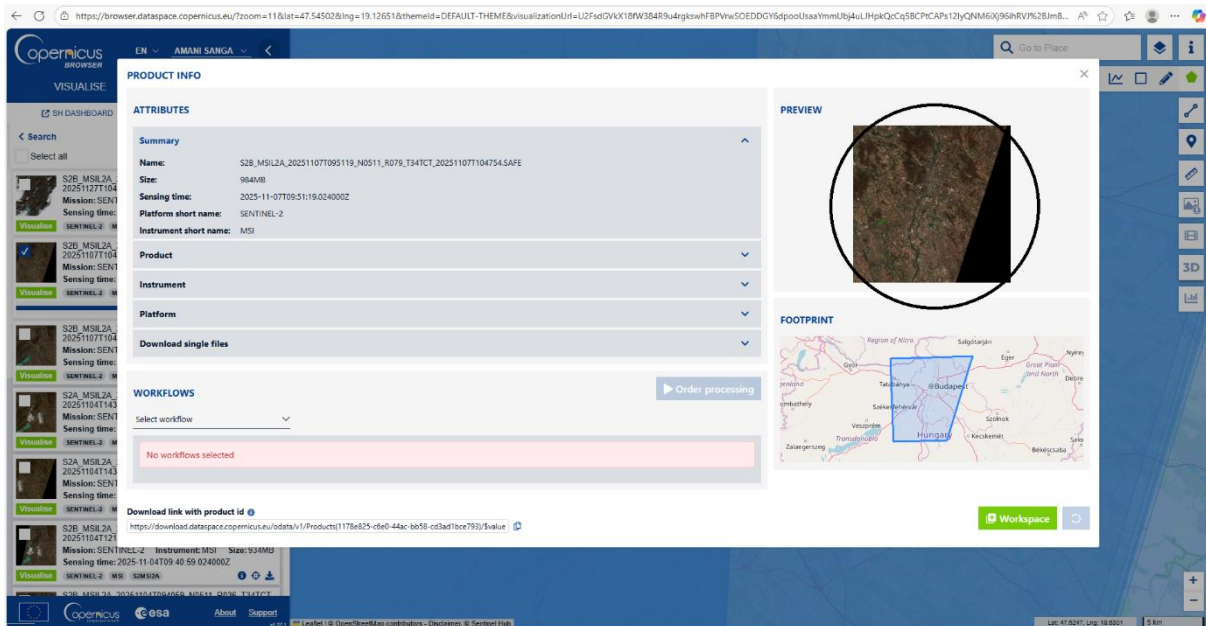 https://browser.dataspace.copernicus.eu/?zoom=11&lat=47.54502&lng=19.12651&themeId=DEFAULT-THEME&visualizationUrl=
opernicus
BROWSER
EN
AMANI SANGA
Go to Place
VISUALISE
SH DASHBOARD
Search
Select all
S2B_MSIL2A_
20251127T104
Mission: SENT
Sensing time:
Visualise SENTINEL-2 M
S2B_MSIL2A_
20251107T104
Mission: SENT
Sensing time:
Visualise SENTINEL-2 M
S2B_MSIL2A_
20251107T104
Mission: SENT
Sensing time:
Visualise SENTINEL-2 M
S2A_MSIL2A_
20251104T143
Mission: SENT
Sensing time:
Visualise SENTINEL-2 M
S2A_MSIL2A_
20251104T143
Mission: SENT
Sensing time:
Visualise SENTINEL-2 M
S2B_MSIL2A_
20251104T121
Mission: SENTINEL-2 Instrument: MSI Size: 934MB
Sensing time: 2025-11-04T09:40:59.024000Z
Visualise SENTINEL-2 MSI S2MSI2A
S2B_MSIL2A_20251104T094059_N0511_R036_T34TCT
opernicus esa About Support
PRODUCT INFO
ATTRIBUTES
Summary
Name: S2B_MSIL2A_20251107T095119_N0511_R079_T34TCT_20251107T104754.SAFE
Size: 984MB
Sensing time: 2025-11-07T09:51:19.024000Z
Platform short name: SENTINEL-2
Instrument short name: MSI
Product
Instrument
Platform
Download single files
WORKFLOWS
Order processing
Select workflow
No workflows selected
Download link with product id
https://download.dataspace.copernicus.eu/odata/v1/Products(1178e825-c6e0-44ac-bb58-cd3ad1bce793)/$value
Workspace
PREVIEW
FOOTPRINT
Region of Nitra
Salgótarján
Eger
Nyíre
Győr
Great Plain
and North
Debre
Tatabánya
Budapest
ombathely
Székesfehérvár
Szolnok
Veszprém
Transdanubia
Hungary
Kecskemét
Zalaegerszeg
Békéscsaba
3D
Leaflet | © OpenStreetMap contributors - Disclaimer, © Sentinel Hub
Lat: 47.6247, Lng: 18.6331
5 km